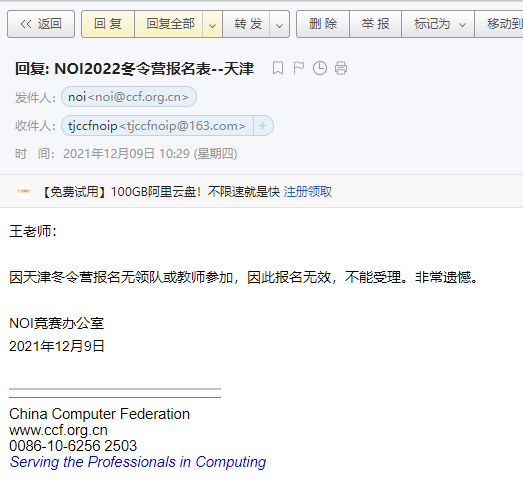 << 返回 回 复 回复全部 转 发 删 除 举 报 标记为 移动到
回复: NOI2022冬令营报名表--天津
发件人: noi<noi@ccf.org.cn>
收件人: tjccfnoip<tjccfnoip@163.com> +
时 间: 2021年12月09日 10:29 (星期四)
【免费试用】100GB阿里云盘！不限速就是快 注册领取
王老师：
因天津冬令营报名无领队或教师参加，因此报名无效，不能受理。非常遗憾。
NOI竞赛办公室
2021年12月9日
China Computer Federation
www.ccf.org.cn
0086-10-6256 2503
Serving the Professionals in Computing